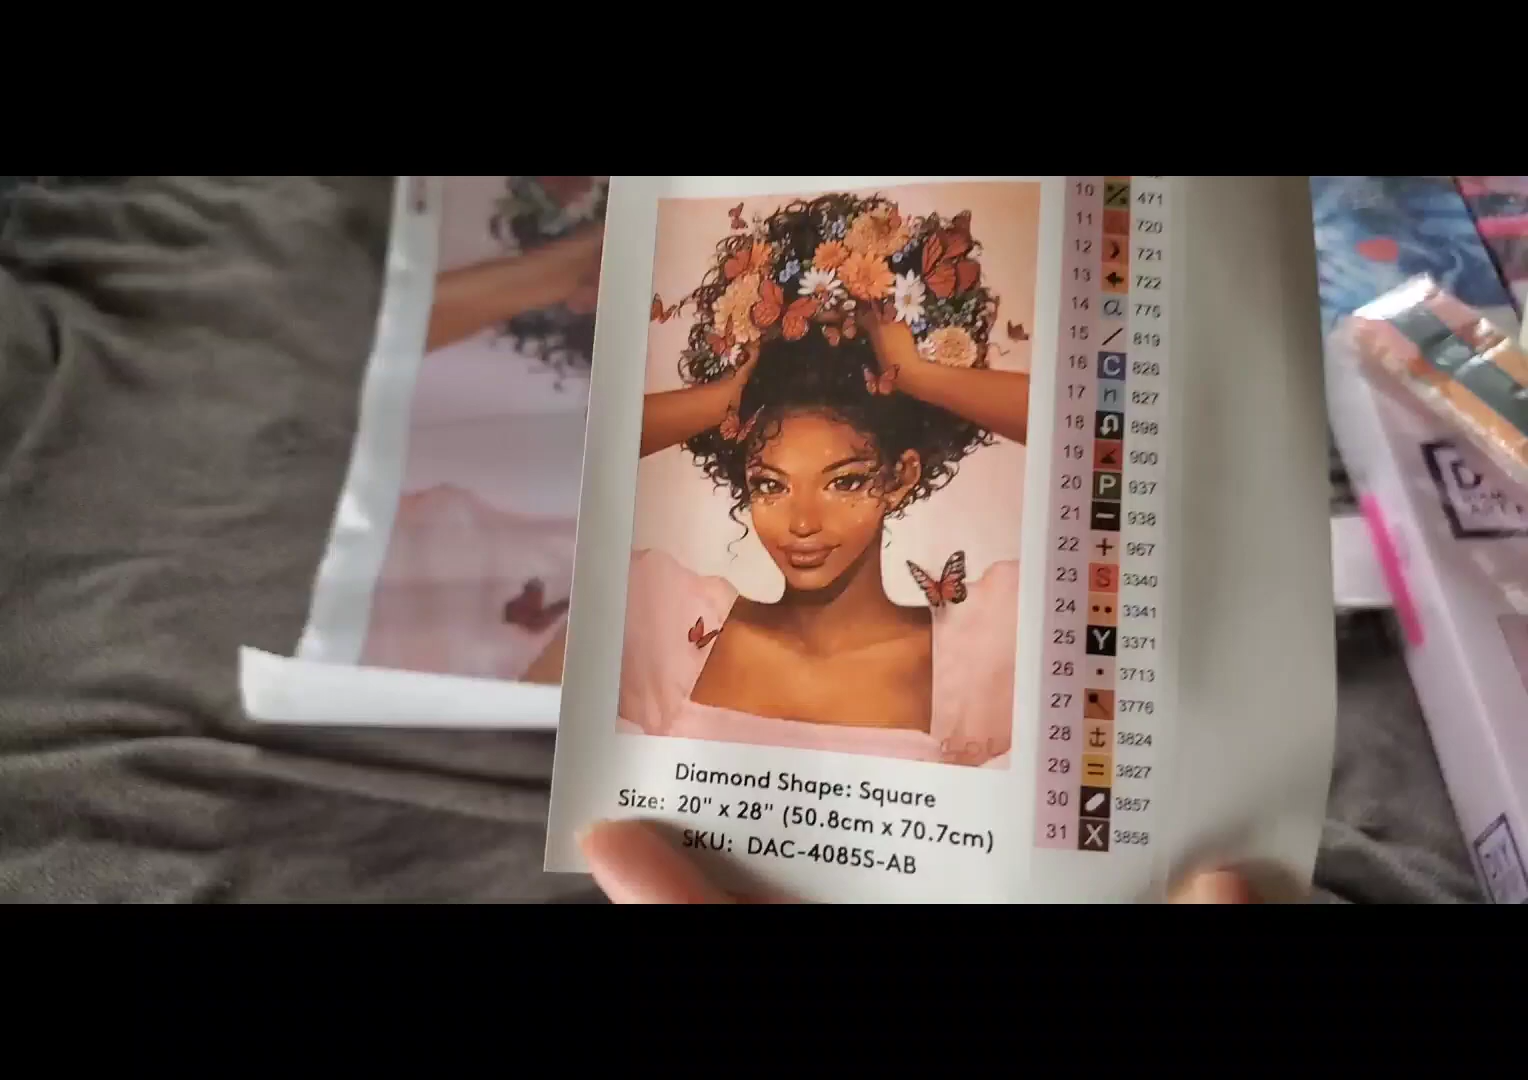 10 471
11 720
12 721
13 722
14 α 775
15 / 819
16 C 826
17 n 827
18 898
19 900
20 P 937
21 – 938
22 + 967
23 S 3340
24 •• 3341
25 Y 3371
26 • 3713
27 3776
28 3824
29 = 3827
30 3857
31 X 3858
Diamond Shape: Square
Size: 20" x 28" (50.8cm x 70.7cm)
SKU: DAC-4085S-AB
D